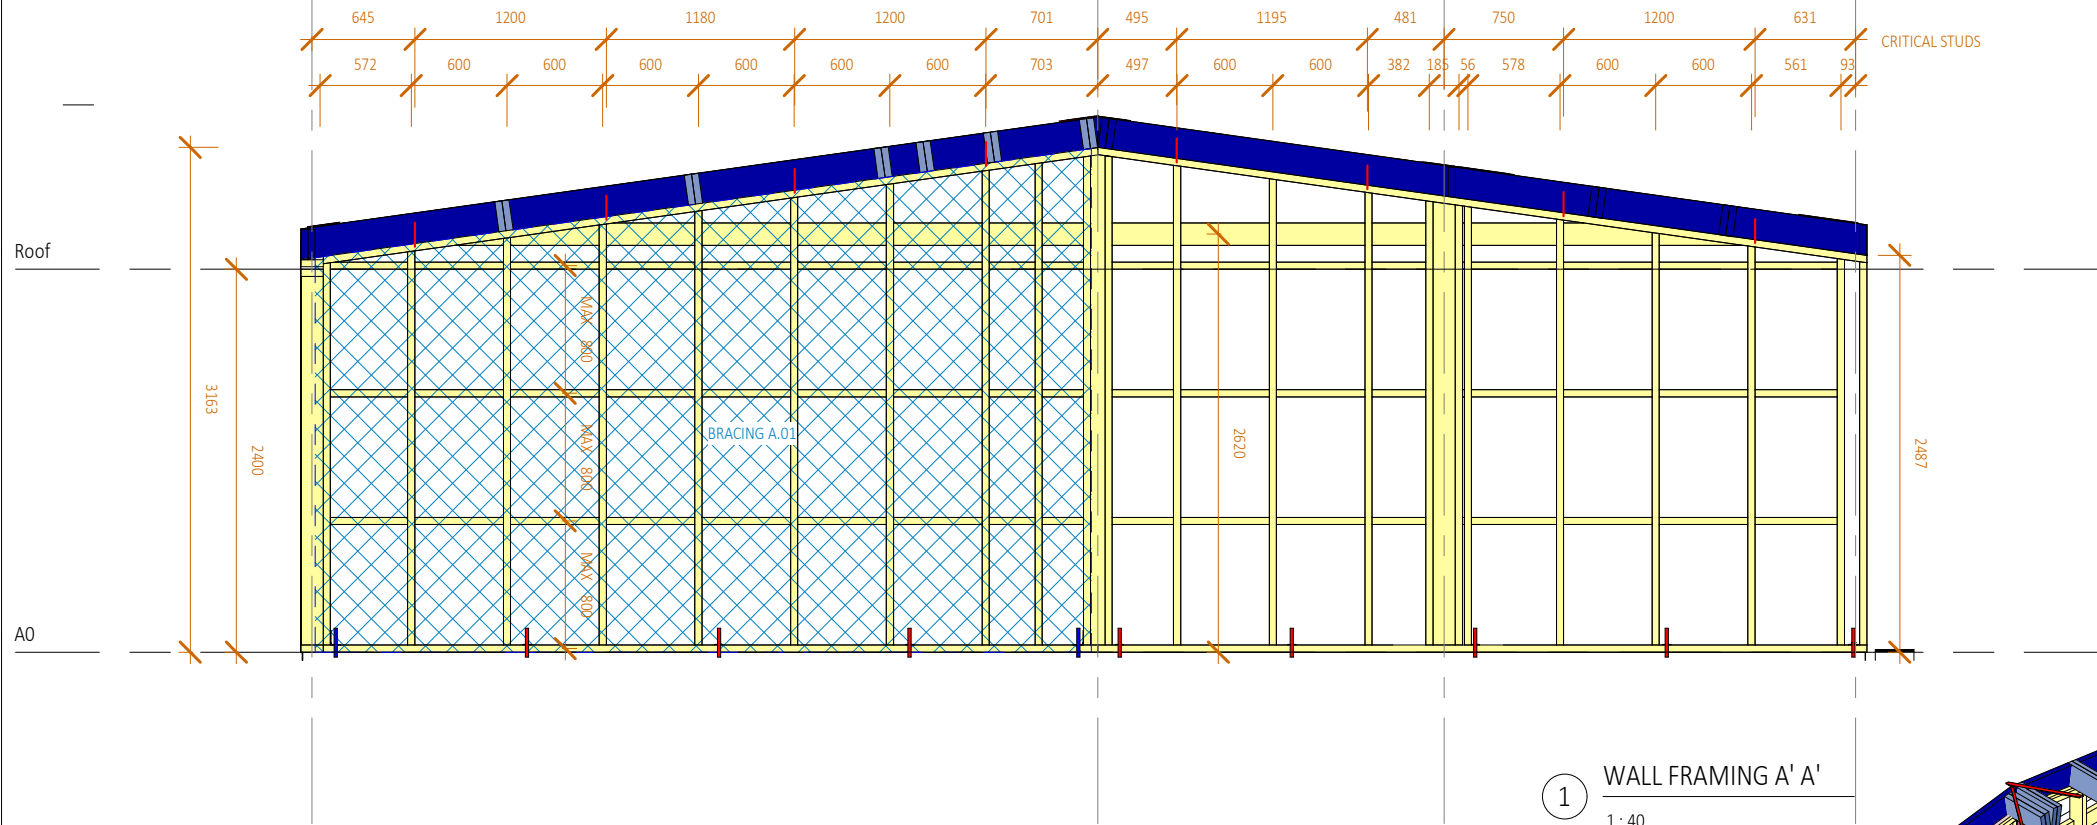 645 1200 1180 1200 701 495 1195 481 750 1200 631
CRITICAL STUDS
572 600 600 600 600 600 600 703 497 600 600 382 185 56 578 600 600 561 93
Roof
MAX 800
3163
2400
BRACING A.01
MAX 800
2620
2487
MAX 800
A0
1
WALL FRAMING A' A'
1 : 40